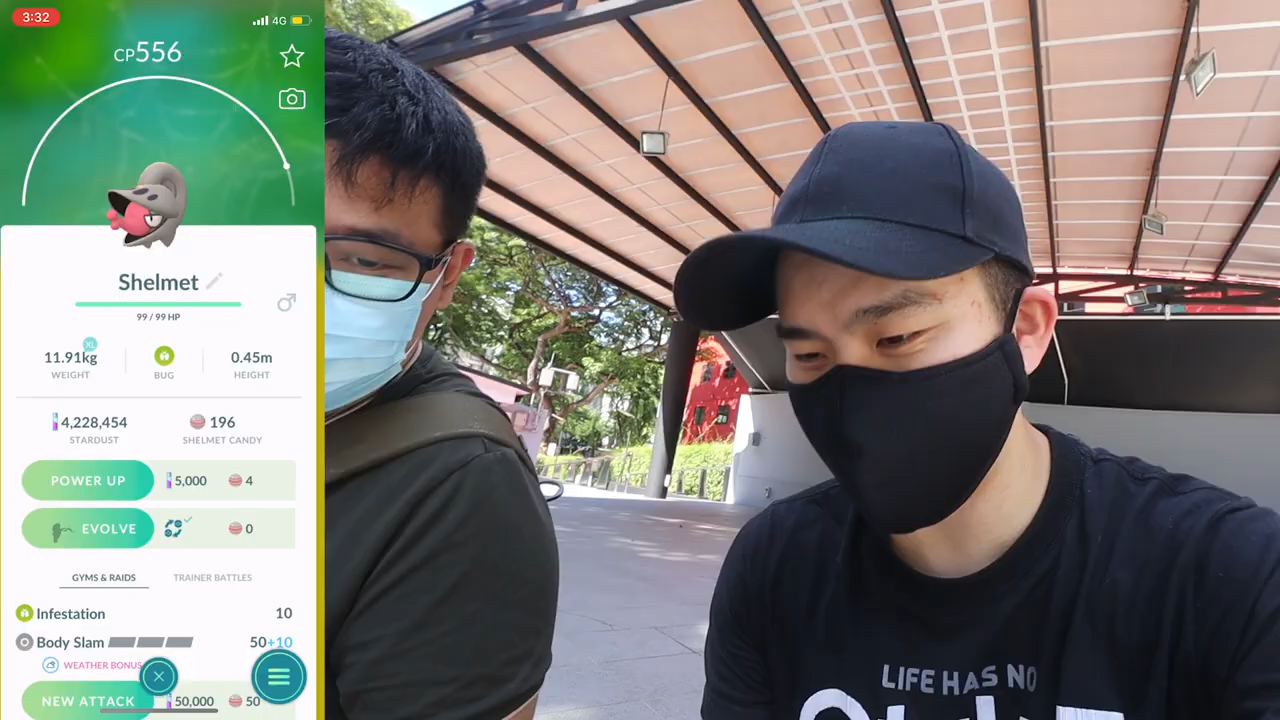 3:32
4G
CP556
Shelmet
99 / 99 HP
XL
11.91kg
WEIGHT
BUG
0.45m
HEIGHT
4,228,454
STARDUST
196
SHELMET CANDY
POWER UP 5,000 4
EVOLVE 0
GYMS & RAIDS TRAINER BATTLES
Infestation 10
Body Slam 50+10
WEATHER BONUS
NEW ATTACK 50,000 50
LIFE HAS NO